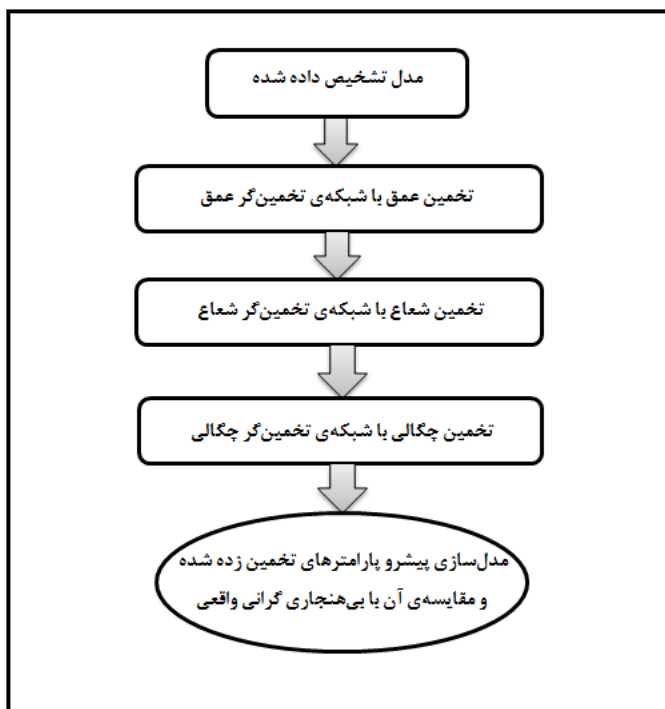 مدل تشخیص داده شده
تخمین عمق با شبکه‌ی تخمین‌گر عمق
تخمین شعاع با شبکه‌ی تخمین‌گر شعاع
تخمین چگالی با شبکه‌ی تخمین‌گر چگالی
مدل‌سازی پیشرو پارامترهای تخمین زده شده
و مقایسه‌ی آن با بی‌هنجاری گرانی واقعی